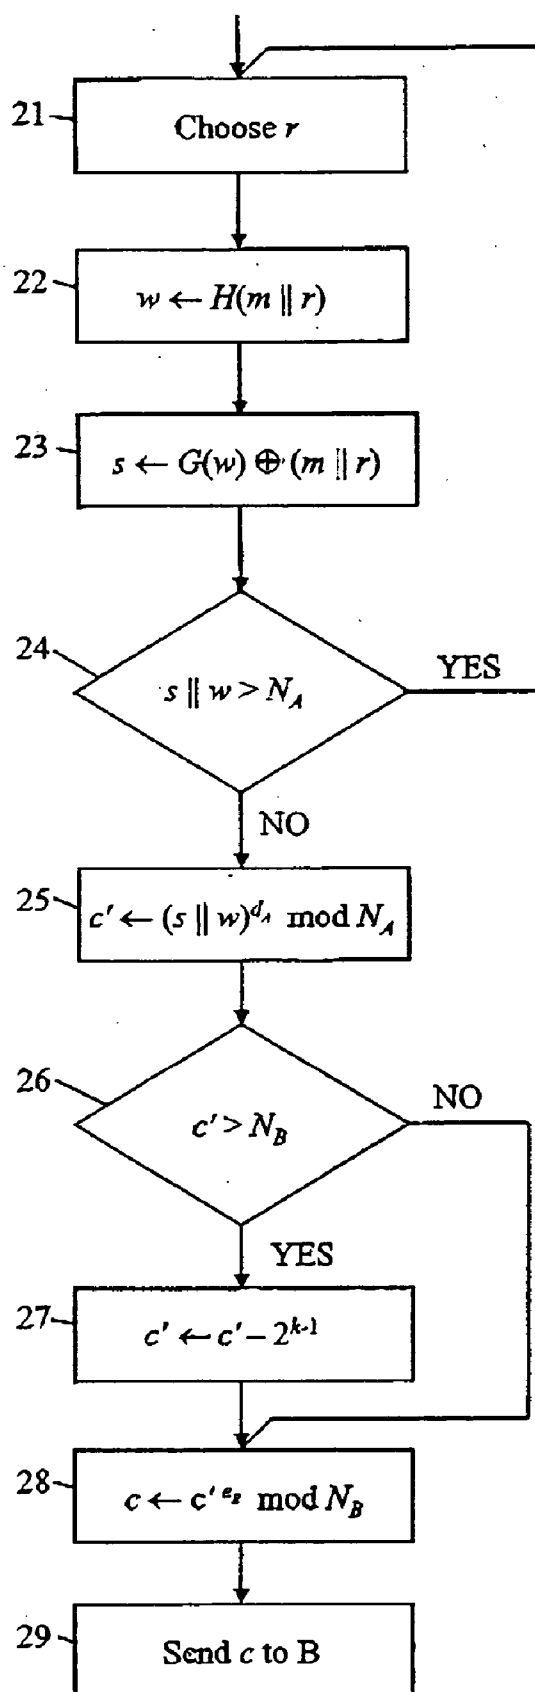 21
Choose r
22
w ← H(m || r)
23
s ← G(w) ⊕ (m || r)
24
s || w > N_A
YES
NO
25
c' ← (s || w)^{d_A} mod N_A
26
c' > N_B
NO
YES
27
c' ← c' – 2^{k-1}
28
c ← c'^{e_B} mod N_B
29
Send c to B